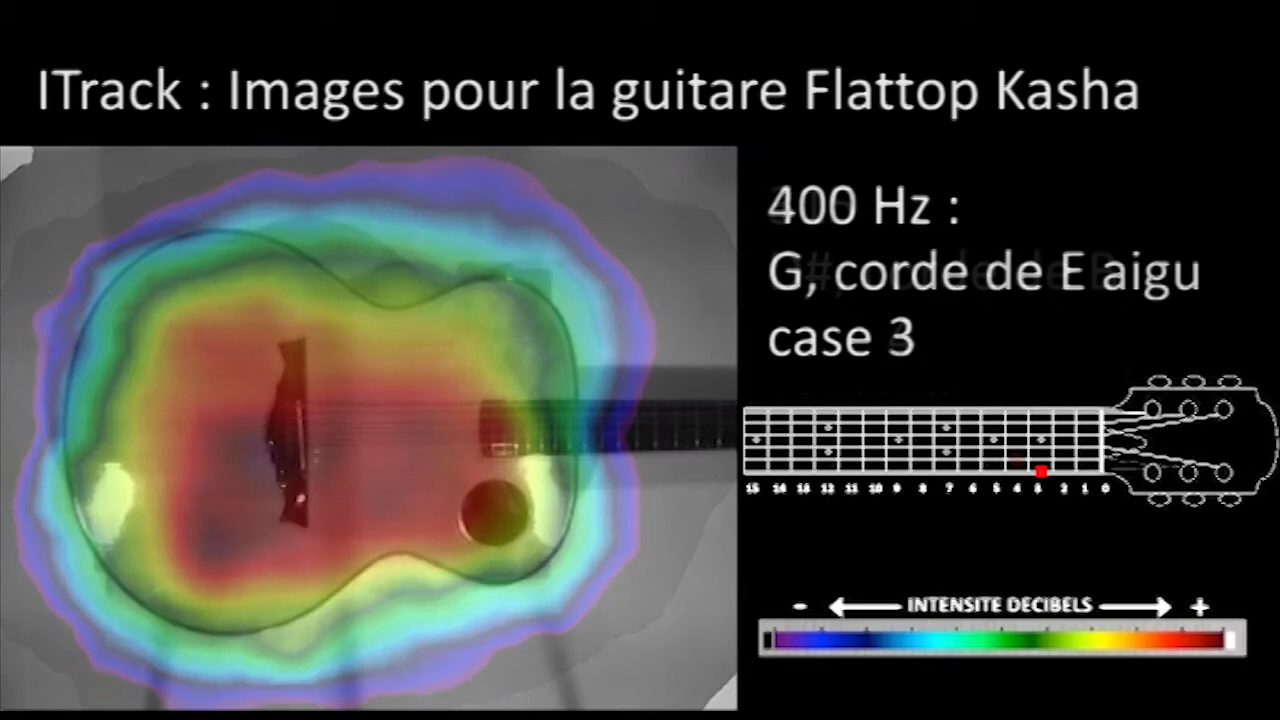 ITrack : Images pour la guitare Flattop Kasha
400 Hz :
G, corde de E aigu
case 3
15 14 13 12 11 10 9 8 7 6 5 4 3 2 1 0
- INTENSITE DECIBELS +